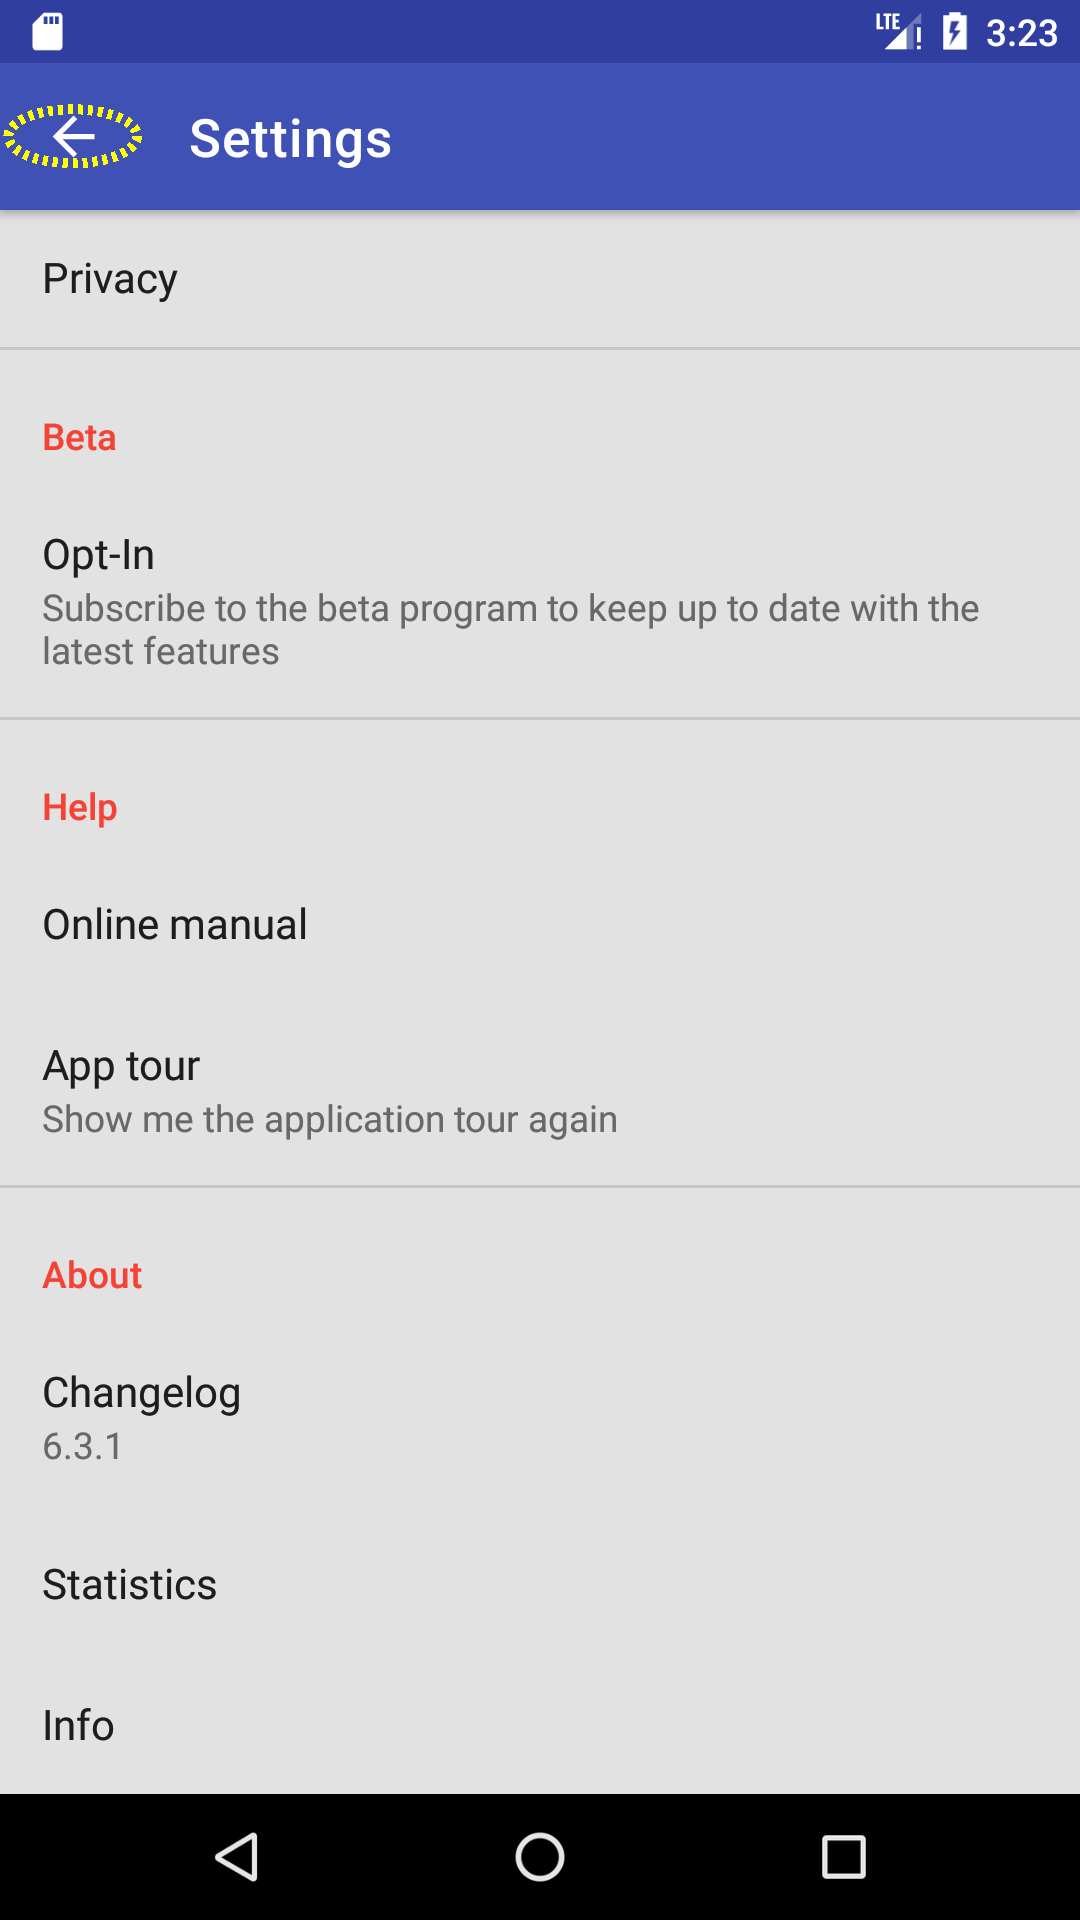 LTE 3:23
Settings
Privacy
Beta
Opt-In
Subscribe to the beta program to keep up to date with the
latest features
Help
Online manual
App tour
Show me the application tour again
About
Changelog
6.3.1
Statistics
Info